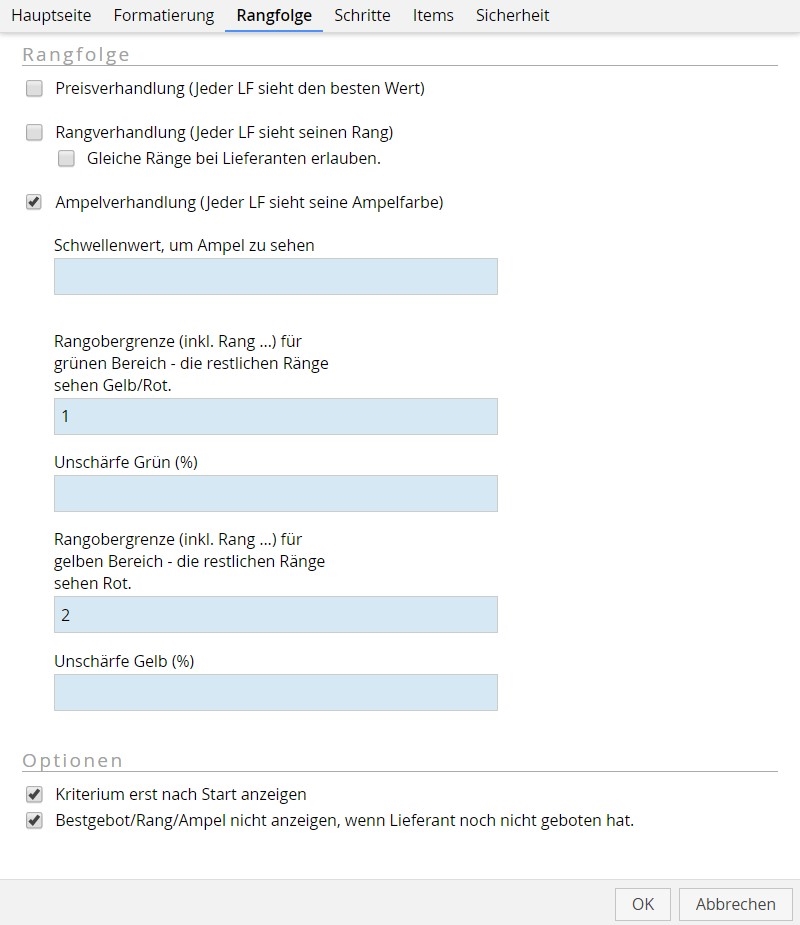 Hauptseite Formatierung Rangfolge Schritte Items Sicherheit
Rangfolge
Preisverhandlung (Jeder LF sieht den besten Wert)
Rangverhandlung (Jeder LF sieht seinen Rang)
Gleiche Ränge bei Lieferanten erlauben.
Ampelverhandlung (Jeder LF sieht seine Ampelfarbe)
Schwellenwert, um Ampel zu sehen
Rangobergrenze (inkl. Rang ...) für
grünen Bereich - die restlichen Ränge
sehen Gelb/Rot.
1
Unschärfe Grün (%)
Rangobergrenze (inkl. Rang ...) für
gelben Bereich - die restlichen Ränge
sehen Rot.
2
Unschärfe Gelb (%)
Optionen
Kriterium erst nach Start anzeigen
Bestgebot/Rang/Ampel nicht anzeigen, wenn Lieferant noch nicht geboten hat.
OK Abbrechen